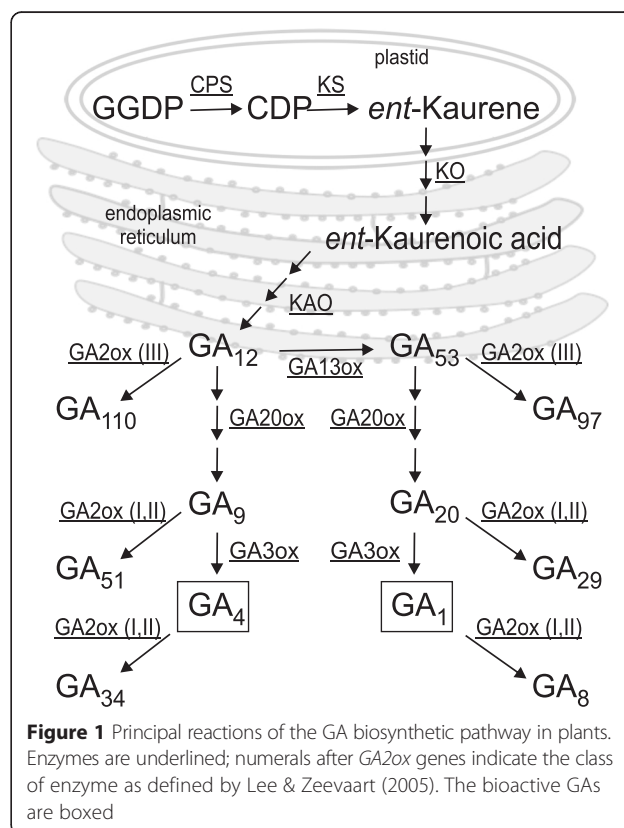 plastid
CPS KS
GGDP CDP ent-Kaurene
KO
endoplasmic
reticulum
ent-Kaurenoic acid
KAO
GA2ox (III) GA12 GA53 GA2ox (III)
GA13ox
GA110 GA97
GA20ox GA20ox
GA2ox (I,II) GA9 GA20 GA2ox (I,II)
GA3ox GA3ox
GA51 GA29
GA4 GA1
GA2ox (I,II) GA2ox (I,II)
GA34 GA8
Figure 1 Principal reactions of the GA biosynthetic pathway in plants.
Enzymes are underlined; numerals after GA2ox genes indicate the class
of enzyme as defined by Lee & Zeevaart (2005). The bioactive GAs
are boxed